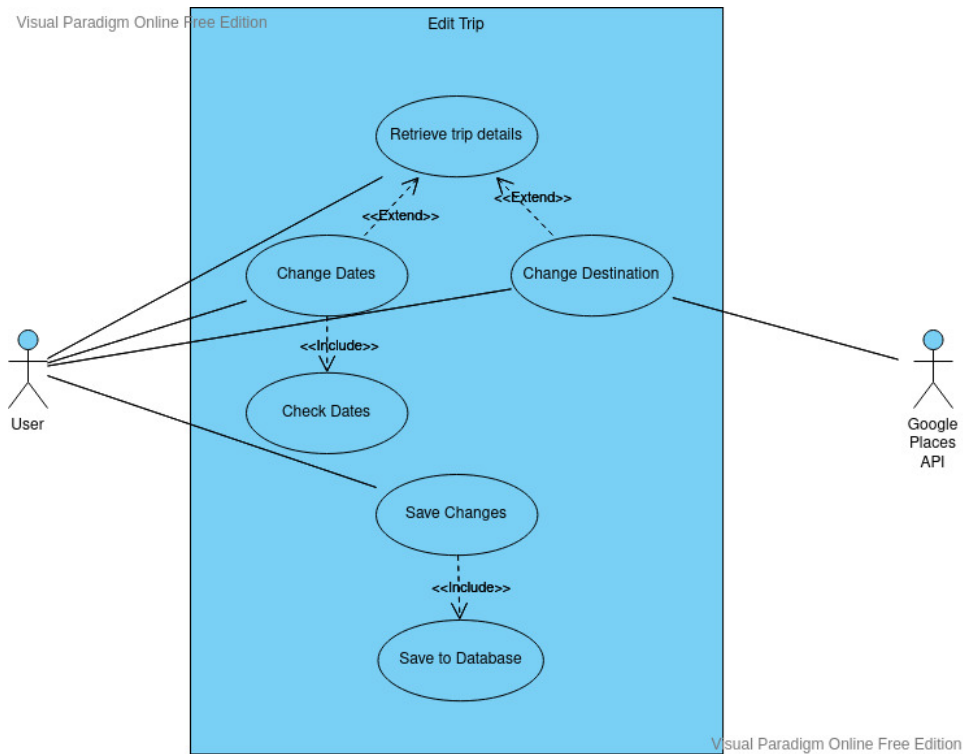 Visual Paradigm Online Free Edition
Edit Trip
Retrieve trip details
<<Extend>>
<<Extend>>
Change Dates
Change Destination
<<Include>>
Check Dates
User
Google
Places
API
Save Changes
<<Include>>
Save to Database
Visual Paradigm Online Free Edition